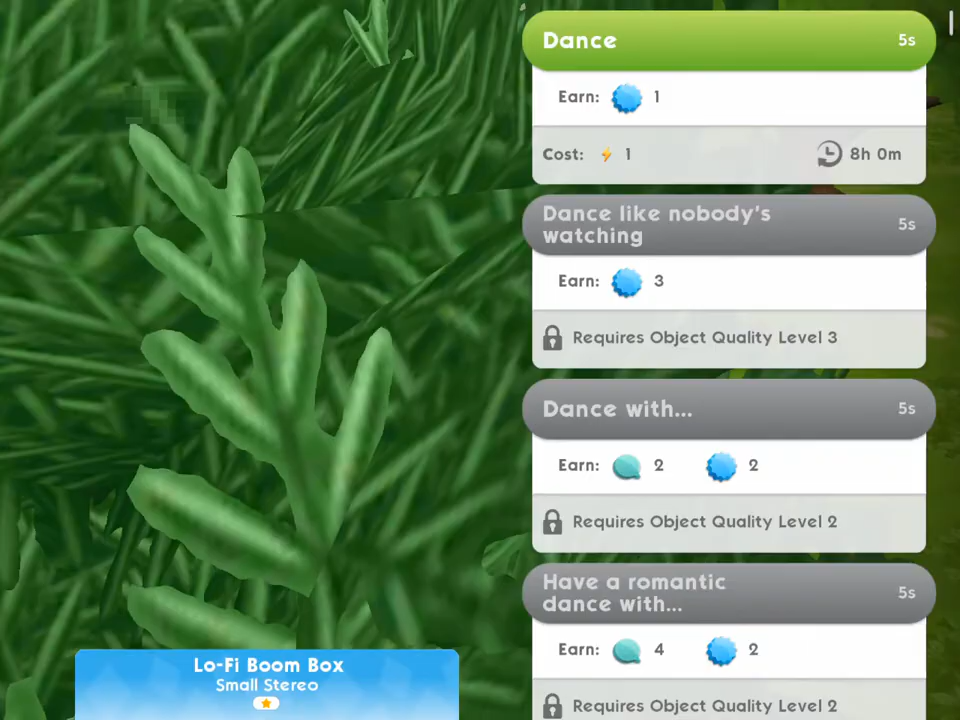 Dance
5s
Earn: 1
Cost: 1
8h 0m
Dance like nobody's
watching
5s
Earn: 3
Requires Object Quality Level 3
Dance with...
5s
Earn: 2 2
Requires Object Quality Level 2
Have a romantic
dance with...
5s
Earn: 4 2
Requires Object Quality Level 2
Lo-Fi Boom Box
Small Stereo